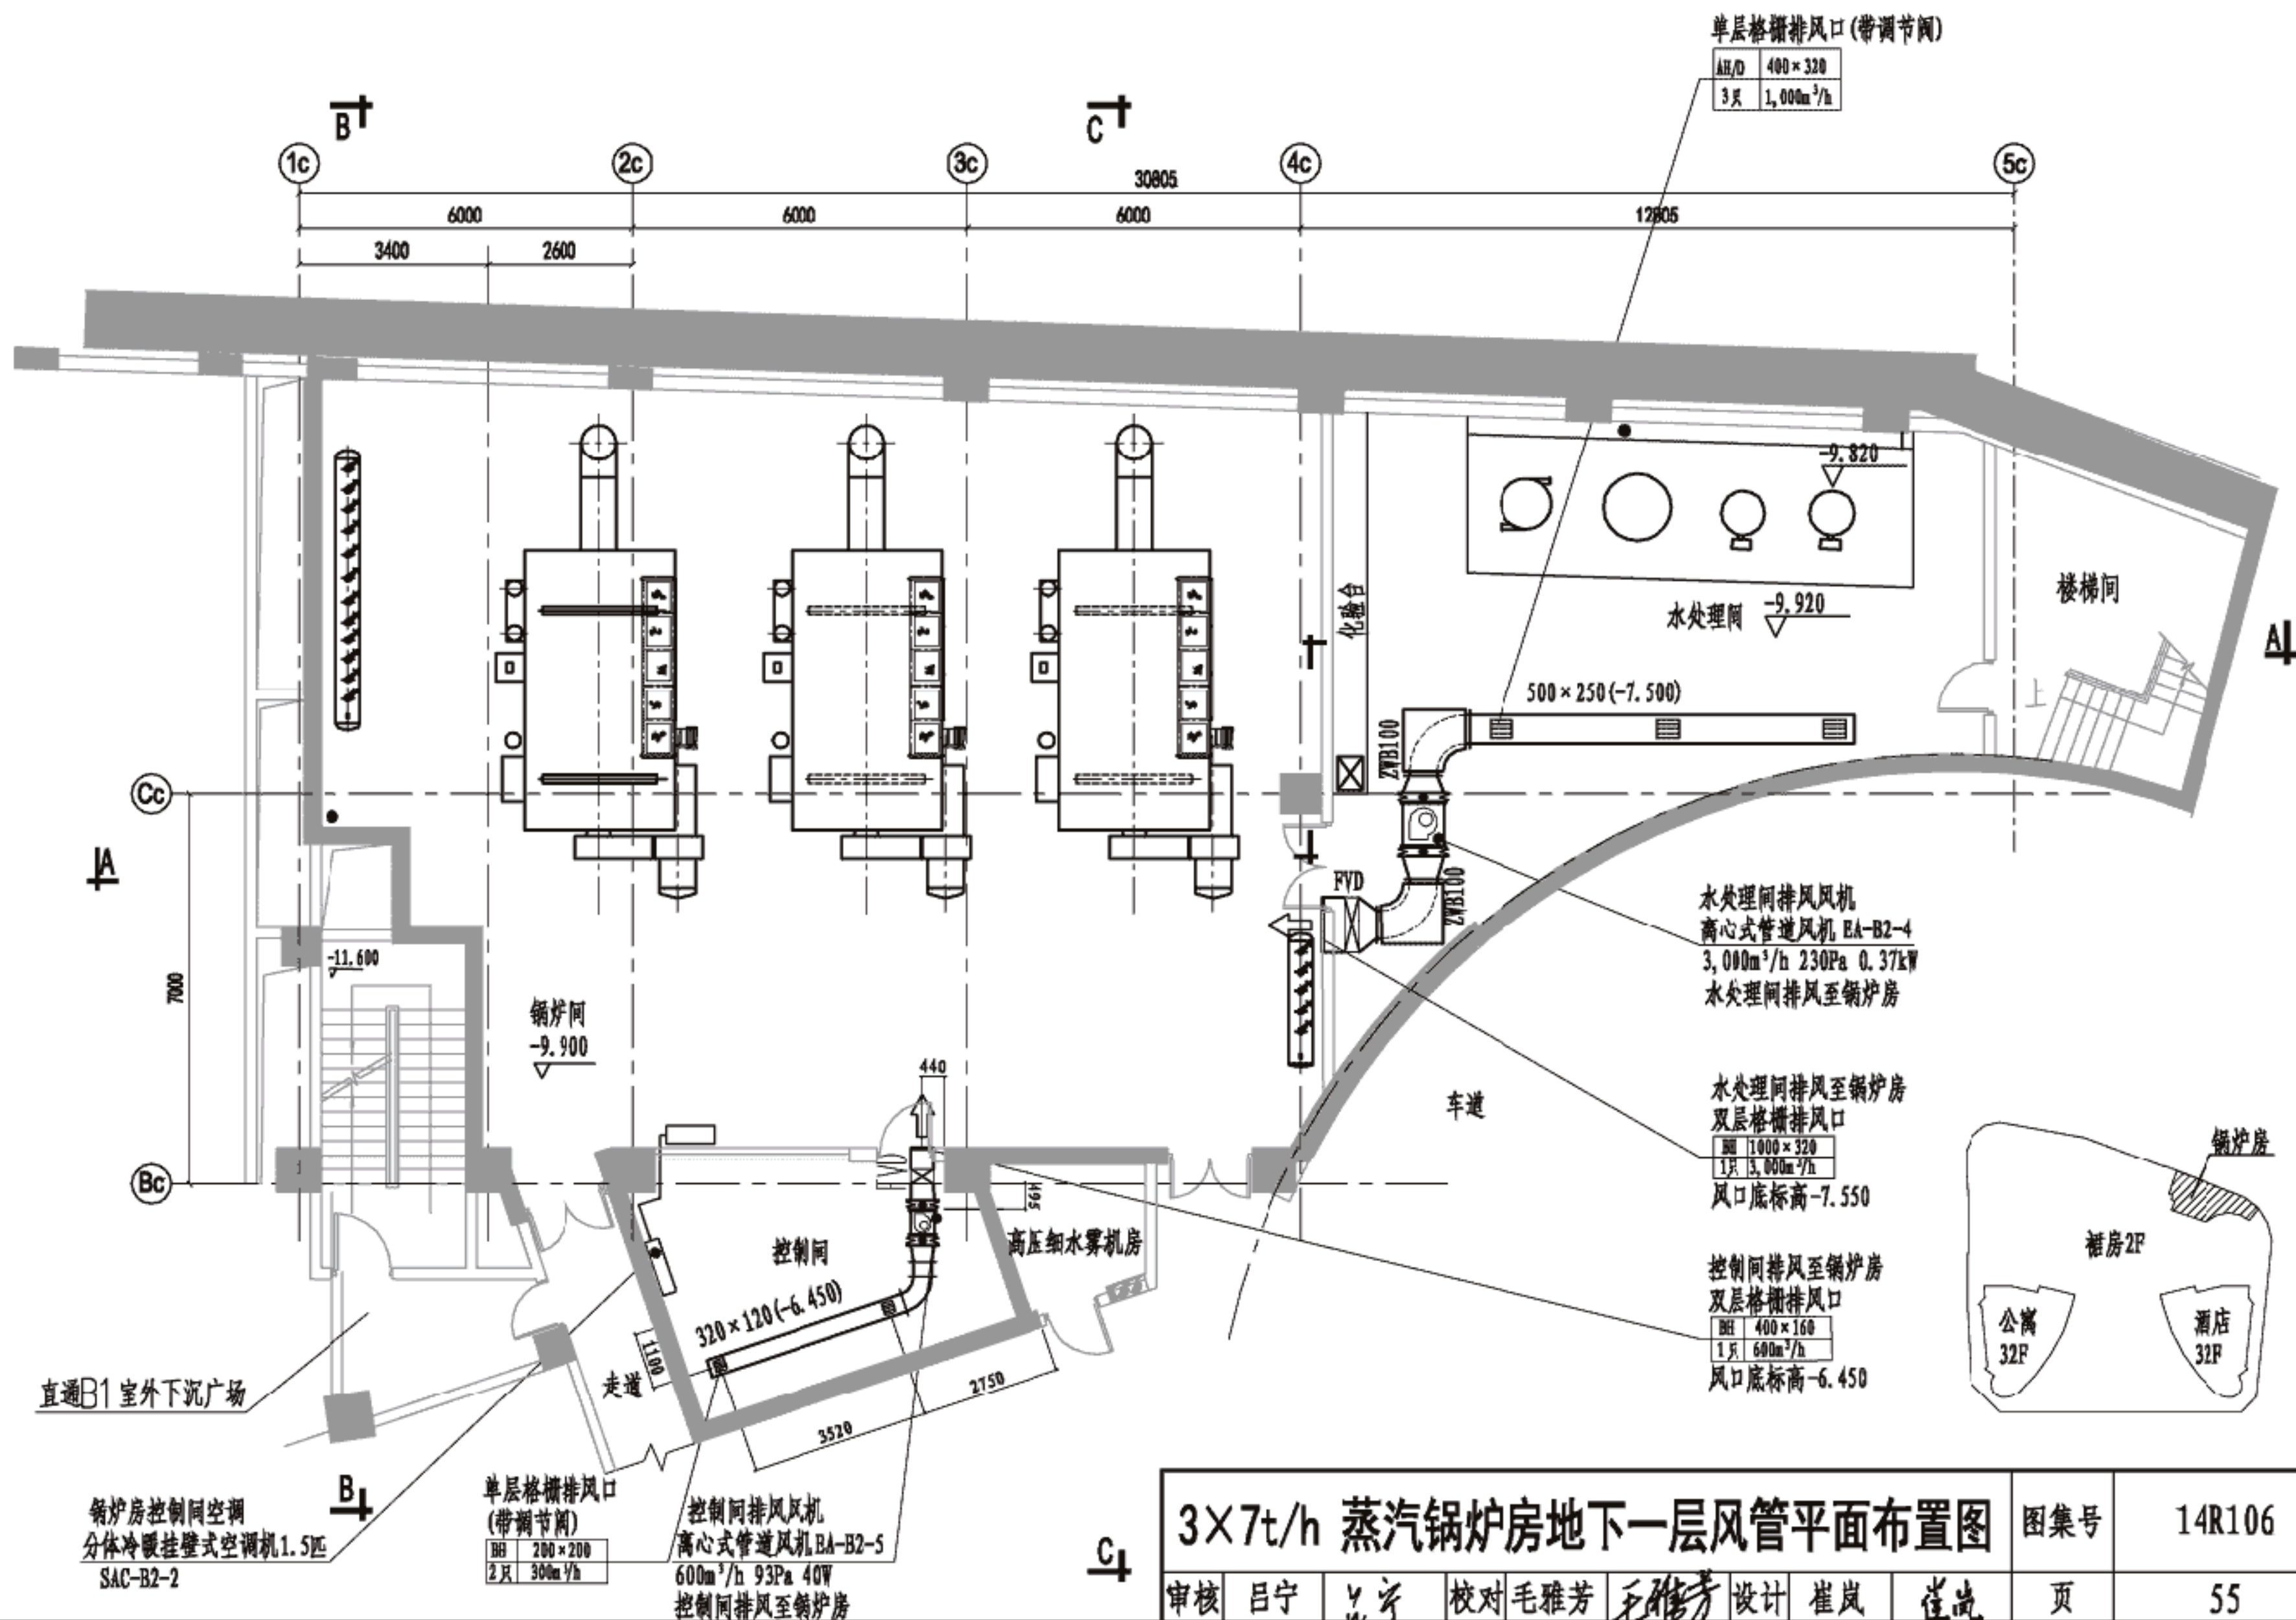 单层格栅排风口(带调节阀)
AH/D 400×320
3只 1,000m³/h
B
C
1c 2c 3c 4c 5c
30805
6000 6000 6000 12805
3400 2600
-9.820
楼梯间
化验台
水处理间 -9.920
A
500×250(-7.500)
ZWB100
Cc
A
FVD
ZWB100
水处理间排风风机
离心式管道风机 EA-B2-4
3,000m³/h 230Pa 0.37kW
水处理间排风至锅炉房
-11.600
7000
锅炉间
-9.900
440
车道
水处理间排风至锅炉房
双层格栅排风口
BH 1000×320
1只 3,000m³/h
风口底标高-7.550
锅炉房
Bc
495
控制间
高压细水雾机房
裙房2F
控制间排风至锅炉房
双层格栅排风口
BH 400×160
1只 600m³/h
风口底标高-6.450
公寓
32F
酒店
32F
320×120(-6.450)
1100
走道
2750
3520
直通B1室外下沉广场
B
锅炉房控制间空调
分体冷暖挂壁式空调机1.5匹
SAC-B2-2
单层格栅排风口
(带调节阀)
BH 200×200
2只 300m³/h
控制间排风风机
离心式管道风机EA-B2-5
600m³/h 93Pa 40W
控制间排风至锅炉房
C
3×7t/h 蒸汽锅炉房地下一层风管平面布置图 图集号 14R106
审核 吕宁 校对 毛雅芳 毛雅芳 设计 崔岚 崔岚 页 55